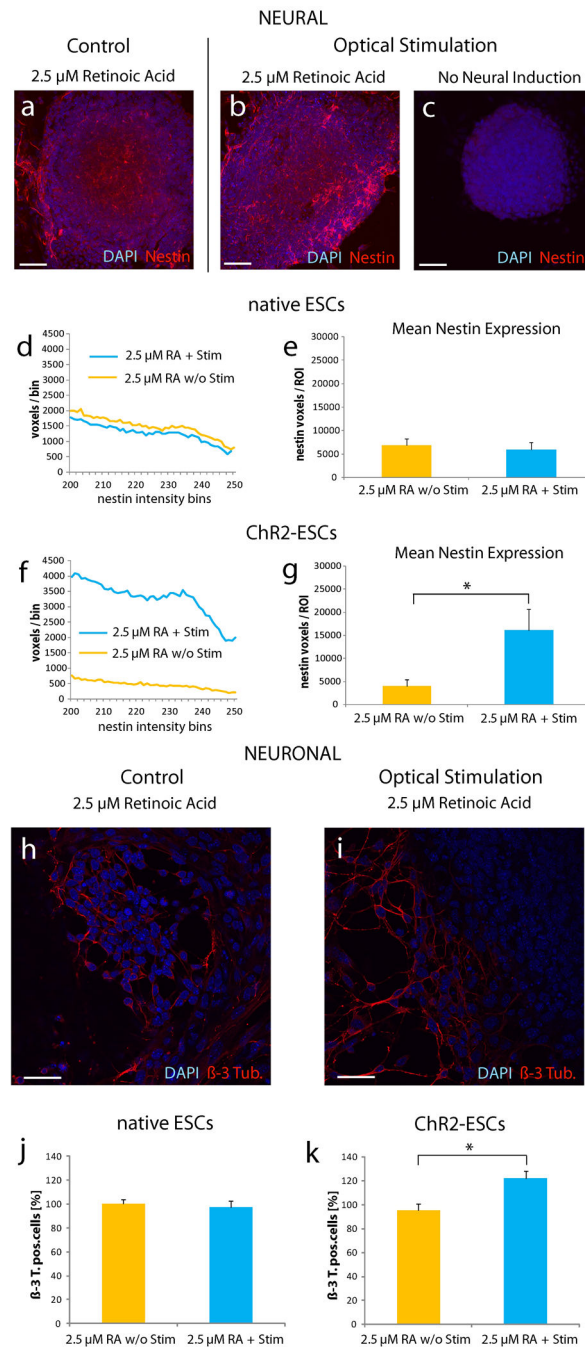 NEURAL
Control
Optical Stimulation
2.5 µM Retinoic Acid
2.5 µM Retinoic Acid
No Neural Induction
a
b
c
DAPI Nestin
DAPI Nestin
DAPI Nestin
native ESCs
d
voxels / bin
4500
4000
3500
3000
2500
2000
1500
1000
500
0
2.5 µM RA + Stim
2.5 µM RA w/o Stim
200 210 220 230 240 250
nestin intensity bins
e
Mean Nestin Expression
nestin voxels / ROI
30000
25000
20000
15000
10000
5000
0
2.5 µM RA w/o Stim
2.5 µM RA + Stim
ChR2-ESCs
f
voxels / bin
4500
4000
3500
3000
2500
2000
1500
1000
500
0
2.5 µM RA + Stim
2.5 µM RA w/o Stim
200 210 220 230 240 250
nestin intensity bins
g
Mean Nestin Expression
nestin voxels / ROI
30000
25000
20000
15000
10000
5000
0
*
2.5 µM RA w/o Stim
2.5 µM RA + Stim
NEURONAL
Control
Optical Stimulation
2.5 µM Retinoic Acid
2.5 µM Retinoic Acid
h
i
DAPI ß-3 Tub.
DAPI ß-3 Tub.
native ESCs
j
ß-3 T.pos.cells [%]
140
120
100
80
60
40
20
0
2.5 µM RA w/o Stim
2.5 µM RA + Stim
ChR2-ESCs
k
ß-3 T.pos.cells [%]
140
120
100
80
60
40
20
0
*
2.5 µM RA w/o Stim
2.5 µM RA + Stim